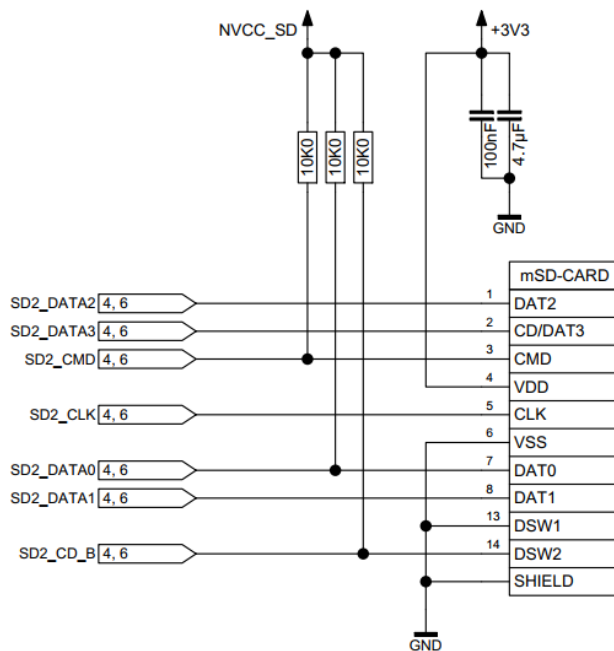 NVCC_SD
+3V3
10K0
10K0
10K0
100nF
4.7µF
GND
mSD-CARD
SD2_DATA2 4, 6 1 DAT2
SD2_DATA3 4, 6 2 CD/DAT3
SD2_CMD 4, 6 3 CMD
4 VDD
SD2_CLK 4, 6 5 CLK
6 VSS
SD2_DATA0 4, 6 7 DAT0
SD2_DATA1 4, 6 8 DAT1
13 DSW1
SD2_CD_B 4, 6 14 DSW2
SHIELD
GND